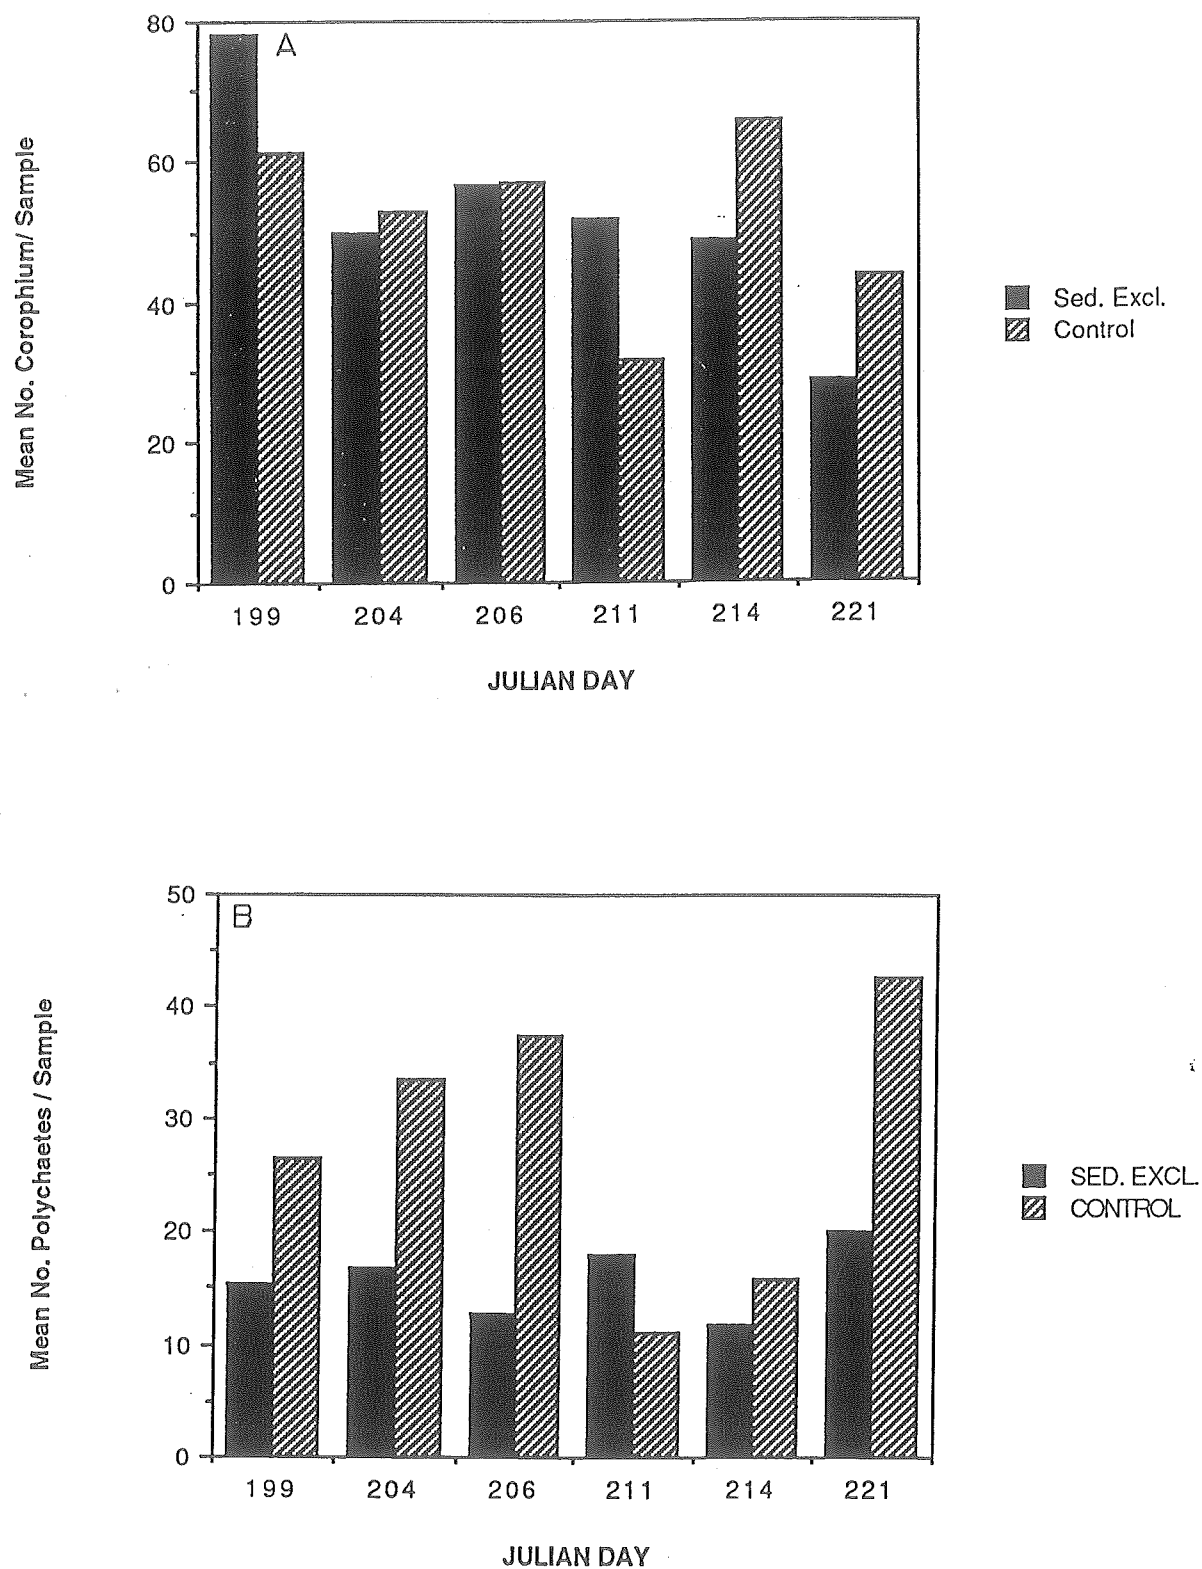 A
Mean No. Corophium/ Sample
80
60
40
20
0
199 204 206 211 214 221
JULIAN DAY
Sed. Excl.
Control
B
Mean No. Polychaetes / Sample
50
40
30
20
10
0
199 204 206 211 214 221
JULIAN DAY
SED. EXCL.
CONTROL